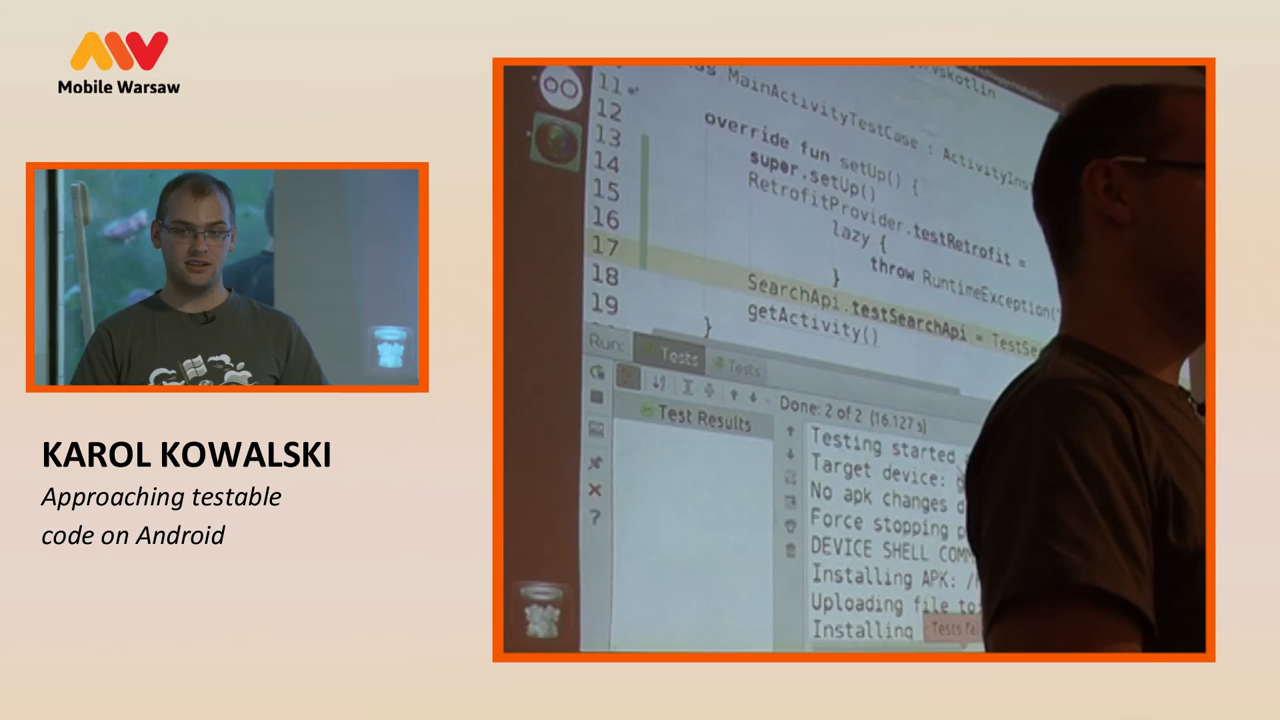 Mobile Warsaw
KAROL KOWALSKI
Approaching testable
code on Android
11
MainActivityTestCase :
12
13 override fun setUp() {
14 super.setUp()
15 RetrofitProvider.testRetrofit =
16 lazy {
17 throw RuntimeException("
18 }
19 SearchApi.testSearchApi =
getActivity()
}
Run: Tests Tests
Done: 2 of 2 (16.127 s)
Test Results
Testing started
Target device:
No apk changes
Force stopping
DEVICE SHELL
Installing APK: /
Uploading file
Installing
Tests